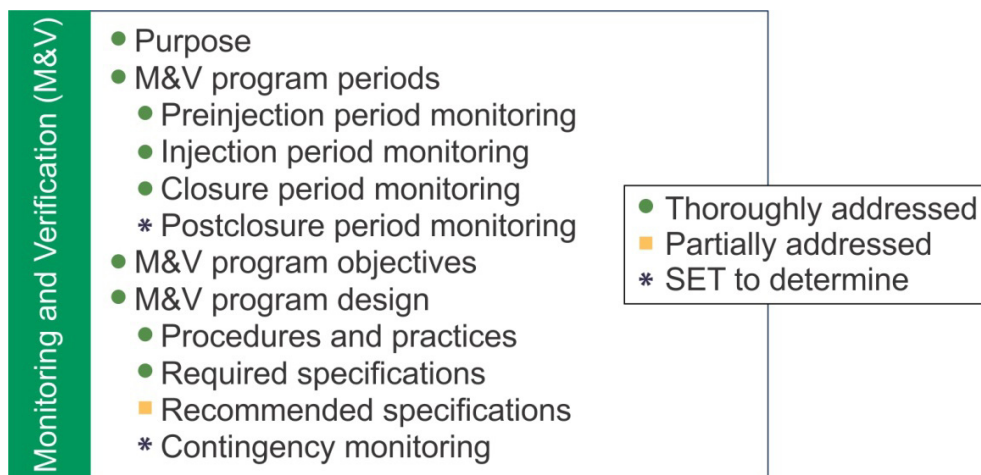 Monitoring and Verification (M&V)
● Purpose
● M&V program periods
● Preinjection period monitoring
● Injection period monitoring
● Closure period monitoring
* Postclosure period monitoring
● M&V program objectives
● M&V program design
● Procedures and practices
● Required specifications
■ Recommended specifications
* Contingency monitoring
● Thoroughly addressed
■ Partially addressed
* SET to determine